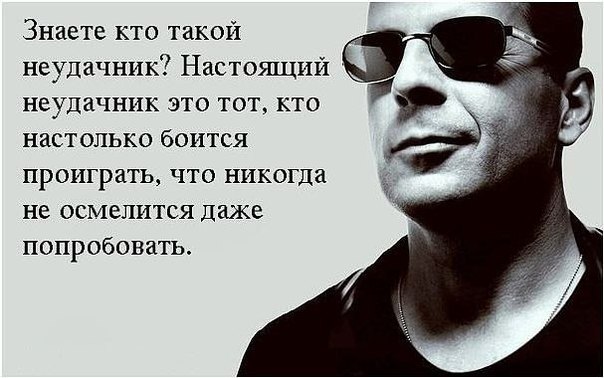 Знаете кто такой
неудачник? Настоящий
неудачник это тот, кто
настолько боится
проиграть, что никогда
не осмелится даже
попробовать.